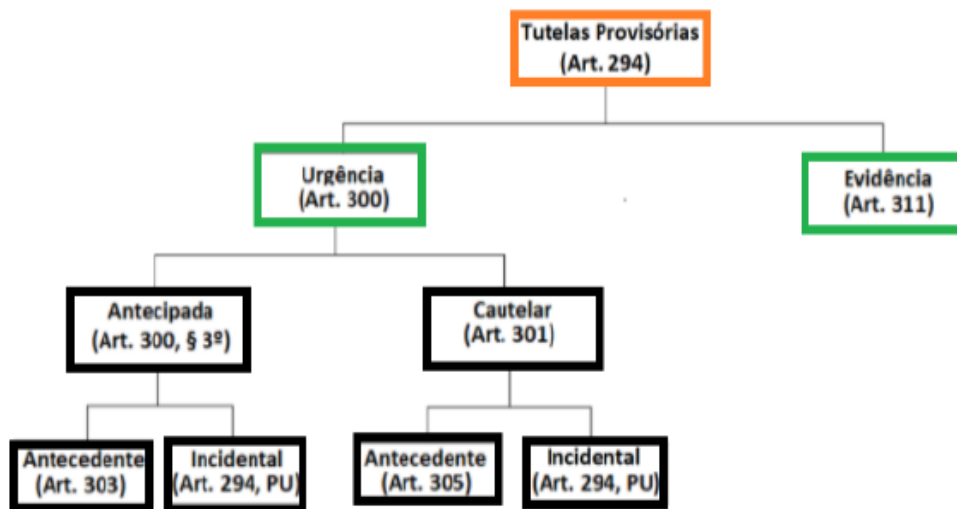 Tutelas Provisórias
(Art. 294)
Urgência
(Art. 300)
Evidência
(Art. 311)
Antecipada
(Art. 300, § 3º)
Cautelar
(Art. 301)
Antecedente
(Art. 303)
Incidental
(Art. 294, PU)
Antecedente
(Art. 305)
Incidental
(Art. 294, PU)